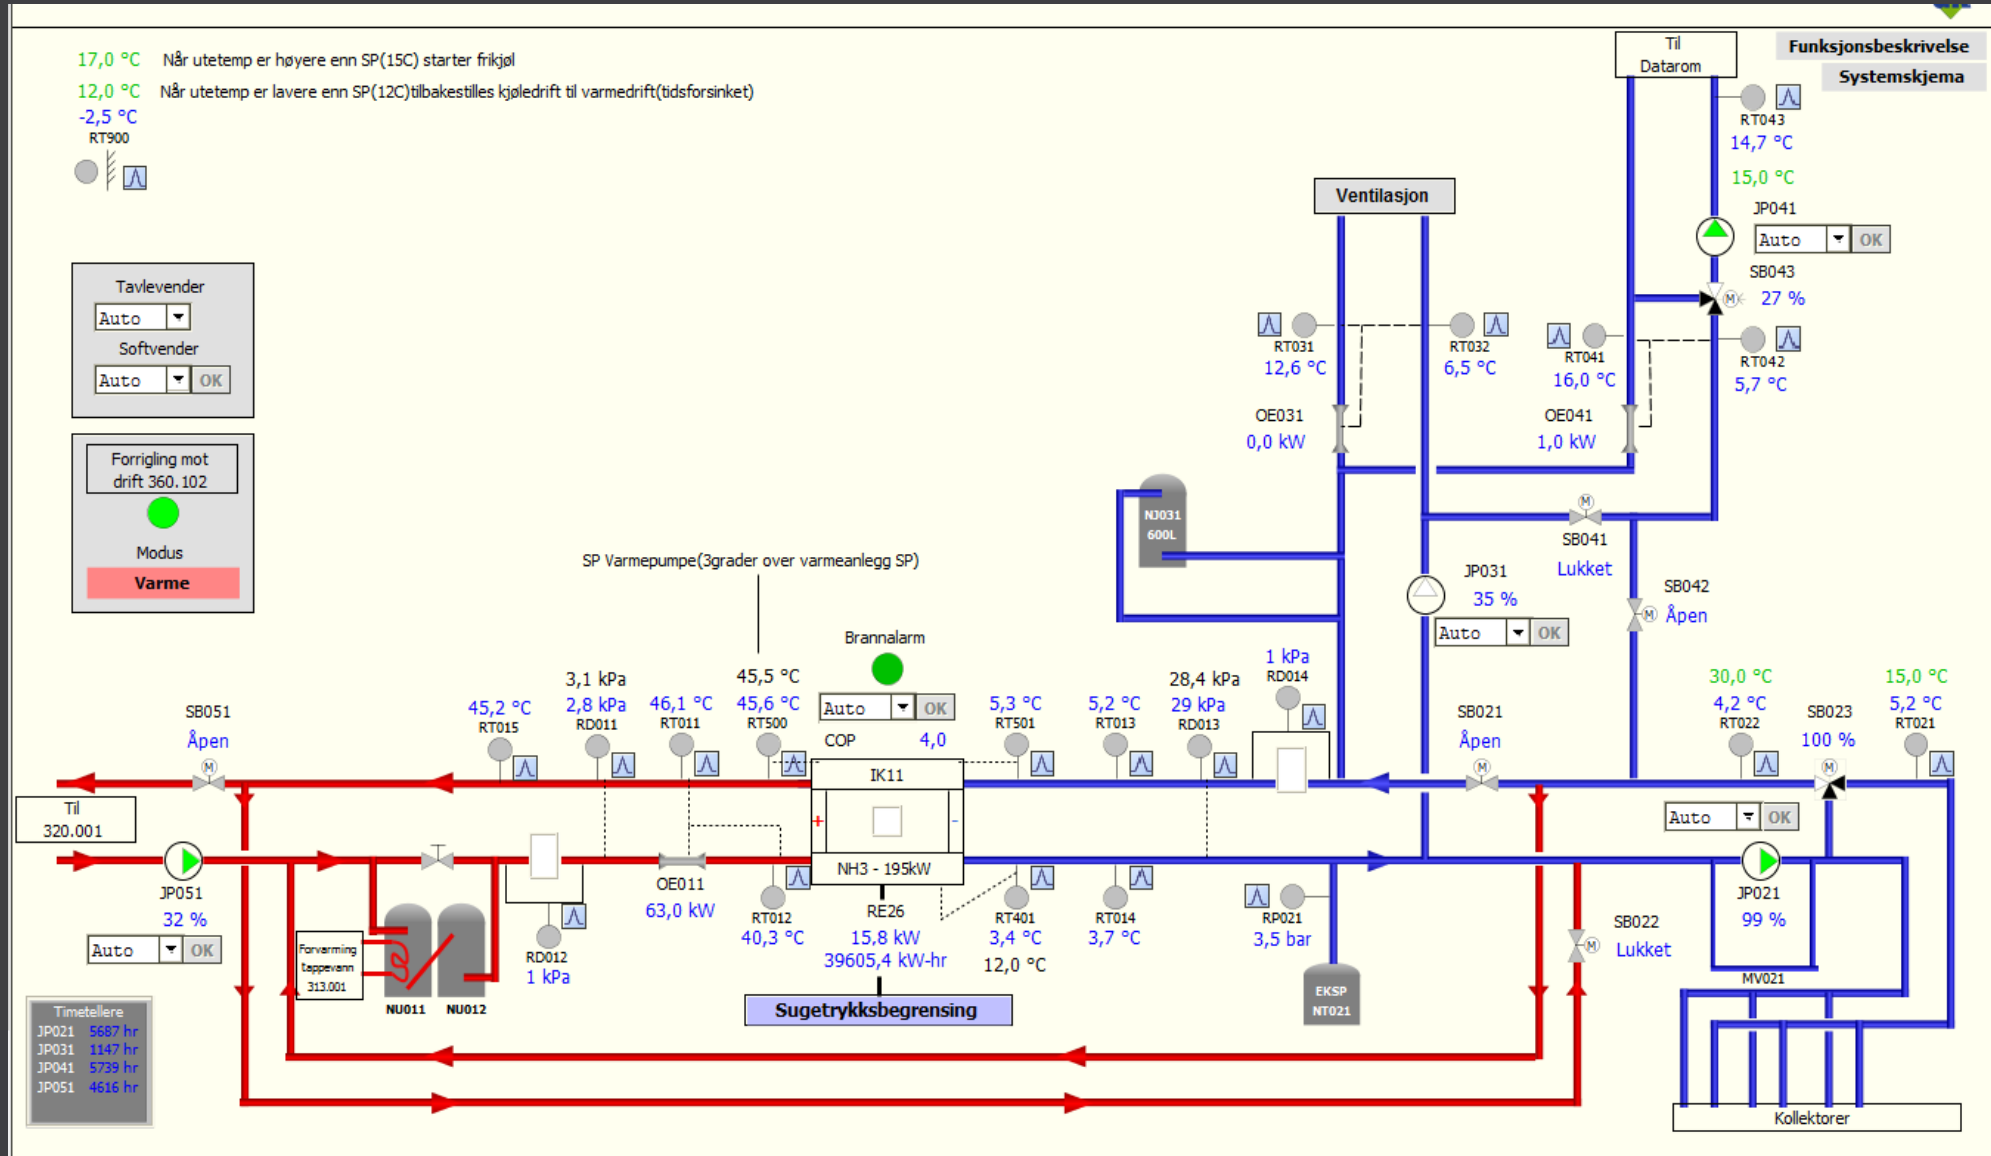 17,0 °C Når utetemp er høyere enn SP(15C) starter frikjøl
12,0 °C Når utetemp er lavere enn SP(12C)tilbakestilles kjøledrift til varmedrift(tidsforsinket)
-2,5 °C
RT900
Til
Datarom
Funksjonsbeskrivelse
Systemskjema
RT043
14,7 °C
15,0 °C
JP041
Auto OK
SB043
27 %
M
Ventilasjon
RT031
12,6 °C
RT032
6,5 °C
RT041
16,0 °C
RT042
5,7 °C
OE031
0,0 kW
OE041
1,0 kW
Tavlevender
Auto
Softvender
Auto OK
Forrigling mot
drift 360.102
Modus
Varme
NJ031
600L
M
SB041
Lukket
JP031
35 %
Auto OK
SB042
M Åpen
SP Varmepumpe(3grader over varmeanlegg SP)
Brannalarm
Auto OK
COP 4,0
SB051
Åpen
M
45,2 °C
RT015
3,1 kPa
2,8 kPa
RD011
46,1 °C
RT011
45,5 °C
45,6 °C
RT500
5,3 °C
RT501
5,2 °C
RT013
28,4 kPa
29 kPa
RD013
1 kPa
RD014
SB021
Åpen
M
30,0 °C
4,2 °C
RT022
SB023
100 %
M
15,0 °C
5,2 °C
RT021
IK11
+ -
NH3 - 195kW
Til
320.001
JP051
32 %
Auto OK
OE011
63,0 kW
RT012
40,3 °C
RE26
15,8 kW
39605,4 kW-hr
RT401
3,4 °C
12,0 °C
RT014
3,7 °C
RP021
3,5 bar
Auto OK
JP021
99 %
SB022
M Lukket
Forvarming
tappevann
313.001
NU011 NU012
RD012
1 kPa
Sugetrykksbegrensing
EKSP
NT021
MV021
Kollektorer
Timetellere
JP021 5687 hr
JP031 1147 hr
JP041 5739 hr
JP051 4616 hr